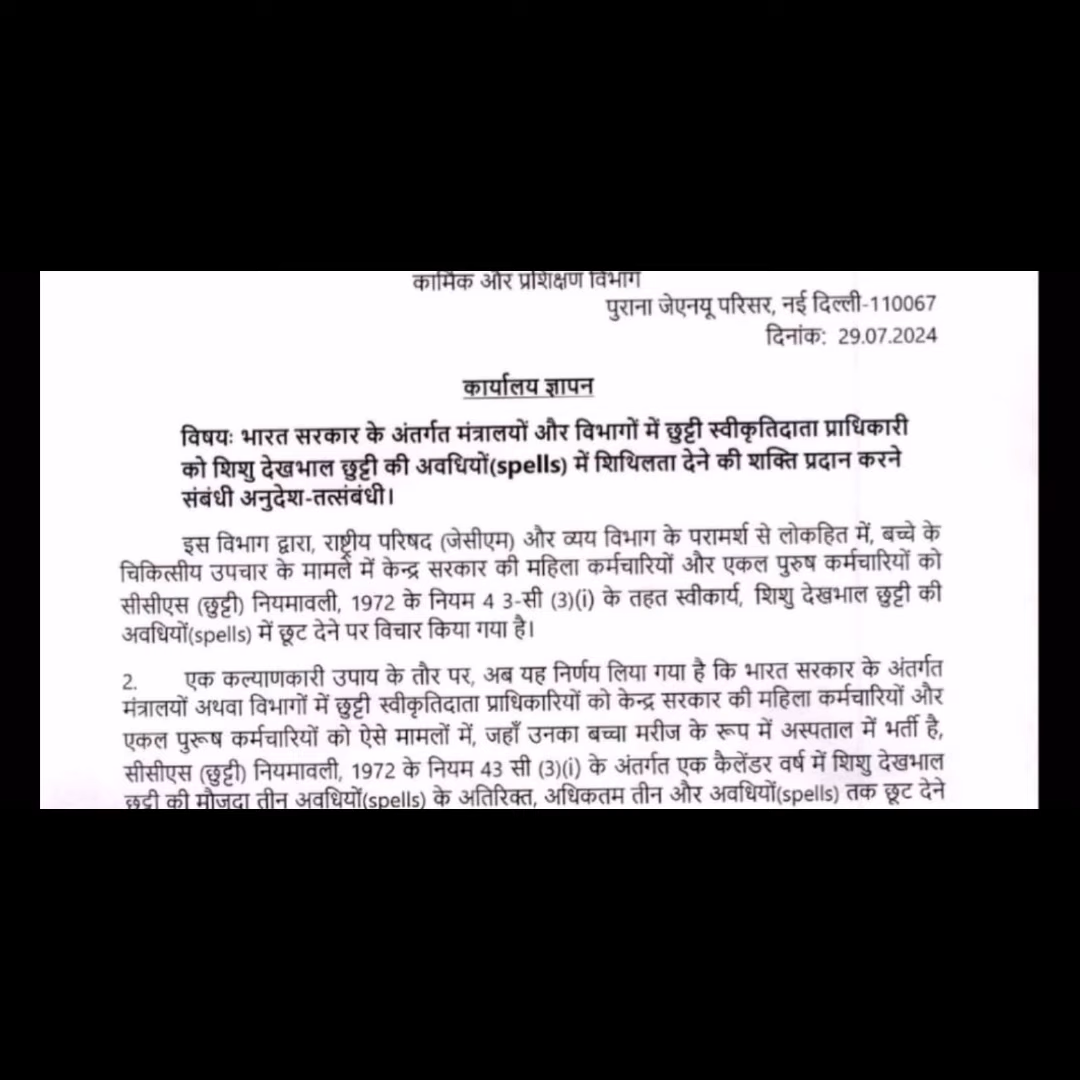 कार्मिक और प्रशिक्षण विभाग
पुराना जेएनयू परिसर, नई दिल्ली-110067
दिनांक: 29.07.2024
कार्यालय ज्ञापन
विषयः भारत सरकार के अंतर्गत मंत्रालयों और विभागों में छुट्टी स्वीकृतिदाता प्राधिकारी
को शिशु देखभाल छुट्टी की अवधियों(spells) में शिथिलता देने की शक्ति प्रदान करने
संबंधी अनुदेश-तत्संबंधी।
इस विभाग द्वारा, राष्ट्रीय परिषद (जेसीएम) और व्यय विभाग के परामर्श से लोकहित में, बच्चे के
चिकित्सीय उपचार के मामले में केन्द्र सरकार की महिला कर्मचारियों और एकल पुरुष कर्मचारियों को
सीसीएस (छुट्टी) नियमावली, 1972 के नियम 4 3-सी (3)(i) के तहत स्वीकार्य, शिशु देखभाल छुट्टी की
अवधियों(spells) में छूट देने पर विचार किया गया है।
2. एक कल्याणकारी उपाय के तौर पर, अब यह निर्णय लिया गया है कि भारत सरकार के अंतर्गत
मंत्रालयों अथवा विभागों में छुट्टी स्वीकृतिदाता प्राधिकारियों को केन्द्र सरकार की महिला कर्मचारियों और
एकल पुरूष कर्मचारियों को ऐसे मामलों में, जहाँ उनका बच्चा मरीज के रूप में अस्पताल में भर्ती है,
सीसीएस (छुट्टी) नियमावली, 1972 के नियम 43 सी (3)(i) के अंतर्गत एक कैलेंडर वर्ष में शिशु देखभाल
छुट्टी की मौजूदा तीन अवधियों(spells) के अतिरिक्त, अधिकतम तीन और अवधियों(spells) तक छूट देने